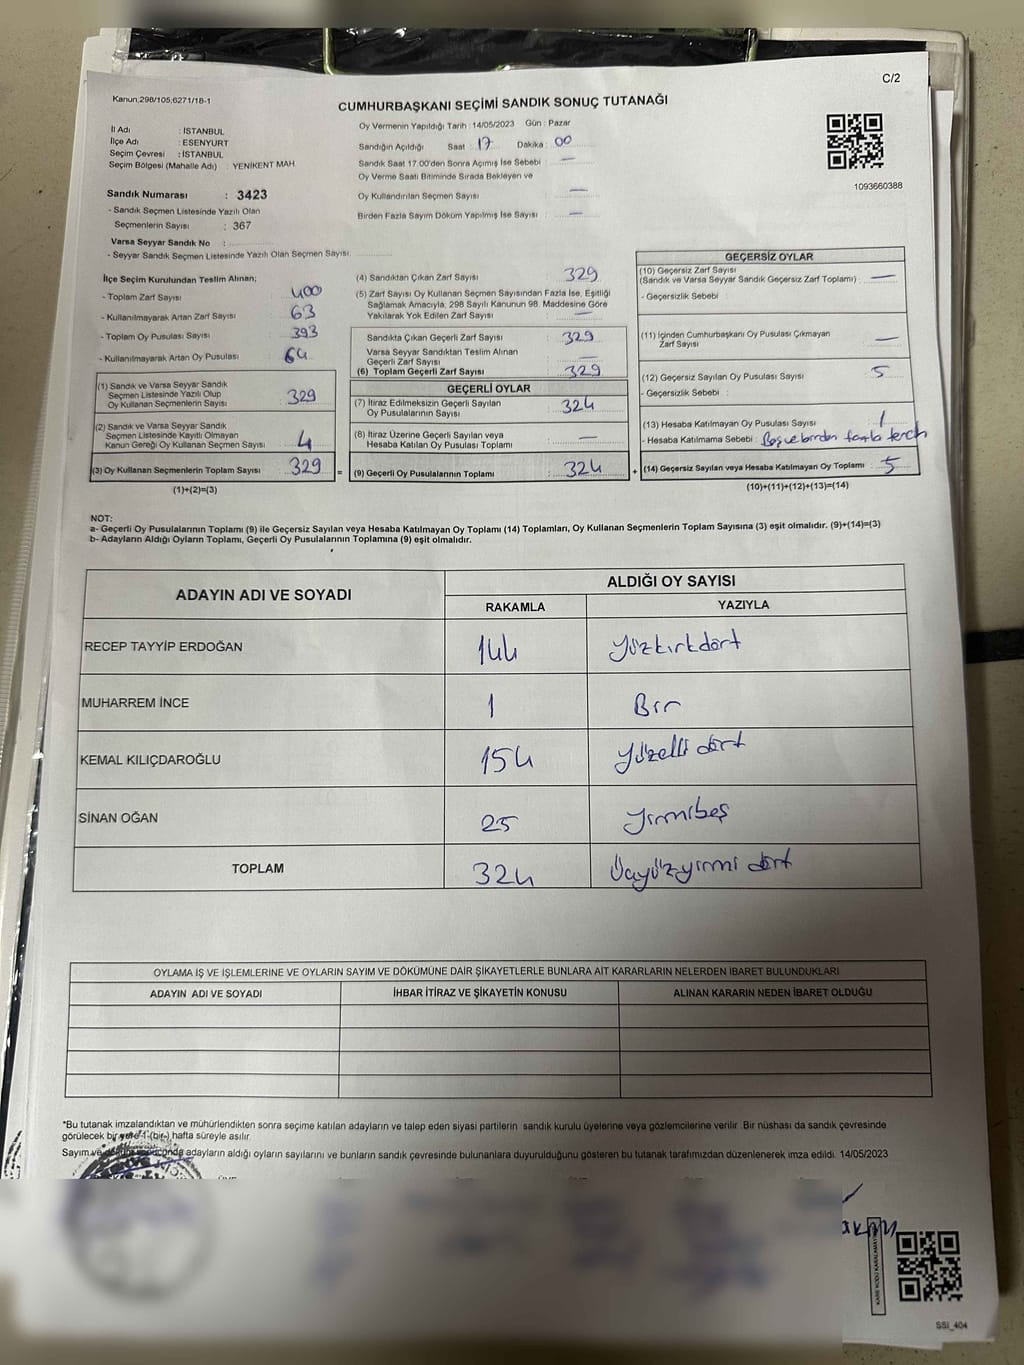 C/2
Kanun,298/105,6271/18-1
CUMHURBAŞKANI SEÇİMİ SANDIK SONUÇ TUTANAĞI
İl Adı : İSTANBUL
İlçe Adı : ESENYURT
Seçim Çevresi : İSTANBUL
Seçim Bölgesi (Mahalle Adı) : YENİKENT MAH.
Sandık Numarası : 3423
- Sandık Seçmen Listesinde Yazılı Olan
Seçmenlerin Sayısı : 367
Varsa Seyyar Sandık No :
- Seyyar Sandık Seçmen Listesinde Yazılı Olan Seçmen Sayısı
Oy Vermenin Yapıldığı Tarih : 14/05/2023 Gün : Pazar
Sandığın Açıldığı Saat : 17 Dakika : 00
Sandık Saat 17.00'den Sonra Açımış İse Sebebi : —
Oy Verme Saati Bitiminde Sırada Bekleyen ve
Oy Kullandırılan Seçmen Sayısı : —
Birden Fazla Sayım Döküm Yapılmış İse Sayısı : —
1093660388
İlçe Seçim Kurulundan Teslim Alınan;
- Toplam Zarf Sayısı : 400
- Kullanılmayarak Artan Zarf Sayısı : 63
- Toplam Oy Pusulası Sayısı : 393
- Kullanılmayarak Artan Oy Pusulası : 64
(1) Sandık ve Varsa Seyyar Sandık
Seçmen Listesinde Yazılı Olup
Oy Kullanan Seçmenlerin Sayısı : 329
(2) Sandık ve Varsa Seyyar Sandık
Seçmen Listesinde Kayıtlı Olmayan
Kanun Gereği Oy Kullanan Seçmen Sayısı : 4
(3) Oy Kullanan Seçmenlerin Toplam Sayısı : 329
(1)+(2)=(3)
(4) Sandıktan Çıkan Zarf Sayısı : 329
(5) Zarf Sayısı Oy Kullanan Seçmen Sayısından Fazla İse, Eşitliği
Sağlamak Amacıyla, 298 Sayılı Kanunun 98. Maddesine Göre
Yakılarak Yok Edilen Zarf Sayısı : —
Sandıkta Çıkan Geçerli Zarf Sayısı : 329
Varsa Seyyar Sandıktan Teslim Alınan
Geçerli Zarf Sayısı : —
(6) Toplam Geçerli Zarf Sayısı : 329
GEÇERLİ OYLAR
(7) İtiraz Edilmeksizin Geçerli Sayılan
Oy Pusulalarının Sayısı : 324
(8) İtiraz Üzerine Geçerli Sayılan veya
Hesaba Katılan Oy Pusulaları Toplamı : —
= (9) Geçerli Oy Pusulalarının Toplamı : 324
GEÇERSİZ OYLAR
(10) Geçersiz Zarf Sayısı
(Sandık ve Varsa Seyyar Sandık Geçersiz Zarf Toplamı) : —
- Geçersizlik Sebebi :
(11) İçinden Cumhurbaşkanı Oy Pusulası Çıkmayan
Zarf Sayısı : —
(12) Geçersiz Sayılan Oy Pusulası Sayısı : 5
- Geçersizlik Sebebi :
(13) Hesaba Katılmayan Oy Pusulası Sayısı : 1
- Hesaba Katılmama Sebebi : fazla
+ (14) Geçersiz Sayılan veya Hesaba Katılmayan Oy Toplamı : 5
(10)+(11)+(12)+(13)=(14)
NOT:
a- Geçerli Oy Pusulalarının Toplamı (9) ile Geçersiz Sayılan veya Hesaba Katılmayan Oy Toplamı (14) Toplamları, Oy Kullanan Seçmenlerin Toplam Sayısına (3) eşit olmalıdır. (9)+(14)=(3)
b- Adayların Aldığı Oyların Toplamı, Geçerli Oy Pusulalarının Toplamına (9) eşit olmalıdır.
ADAYIN ADI VE SOYADI ALDIĞI OY SAYISI
RAKAMLA YAZIYLA
RECEP TAYYİP ERDOĞAN 144 Yüzkırkdört
MUHARREM İNCE 1 Bir
KEMAL KILIÇDAROĞLU 154 Yüzelli dört
SİNAN OĞAN 25 Yirmibeş
TOPLAM 324 Üçyüzyirmi dört
OYLAMA İŞ VE İŞLEMLERİNE VE OYLARIN SAYIM VE DÖKÜMÜNE DAİR ŞİKAYETLERLE BUNLARA AİT KARARLARIN NELERDEN İBARET BULUNDUKLARI
ADAYIN ADI VE SOYADI İHBAR İTİRAZ VE ŞİKAYETİN KONUSU ALINAN KARARIN NEDEN İBARET OLDUĞU
*Bu tutanak imzalandıktan ve mühürlendikten sonra seçime katılan adayların ve talep eden siyasi partilerin sandık kurulu üyelerine veya gözlemcilerine verilir. Bir nüshası da sandık çevresinde
görülecek bir yere 1 (bir) hafta süreyle asılır.
Sayım ve dökümü sonucunda adayların aldığı oyların sayılarını ve bunların sandık çevresinde bulunanlara duyurulduğunu gösteren bu tutanak tarafımızdan düzenlenerek imza edildi. 14/05/2023
SSİ_404